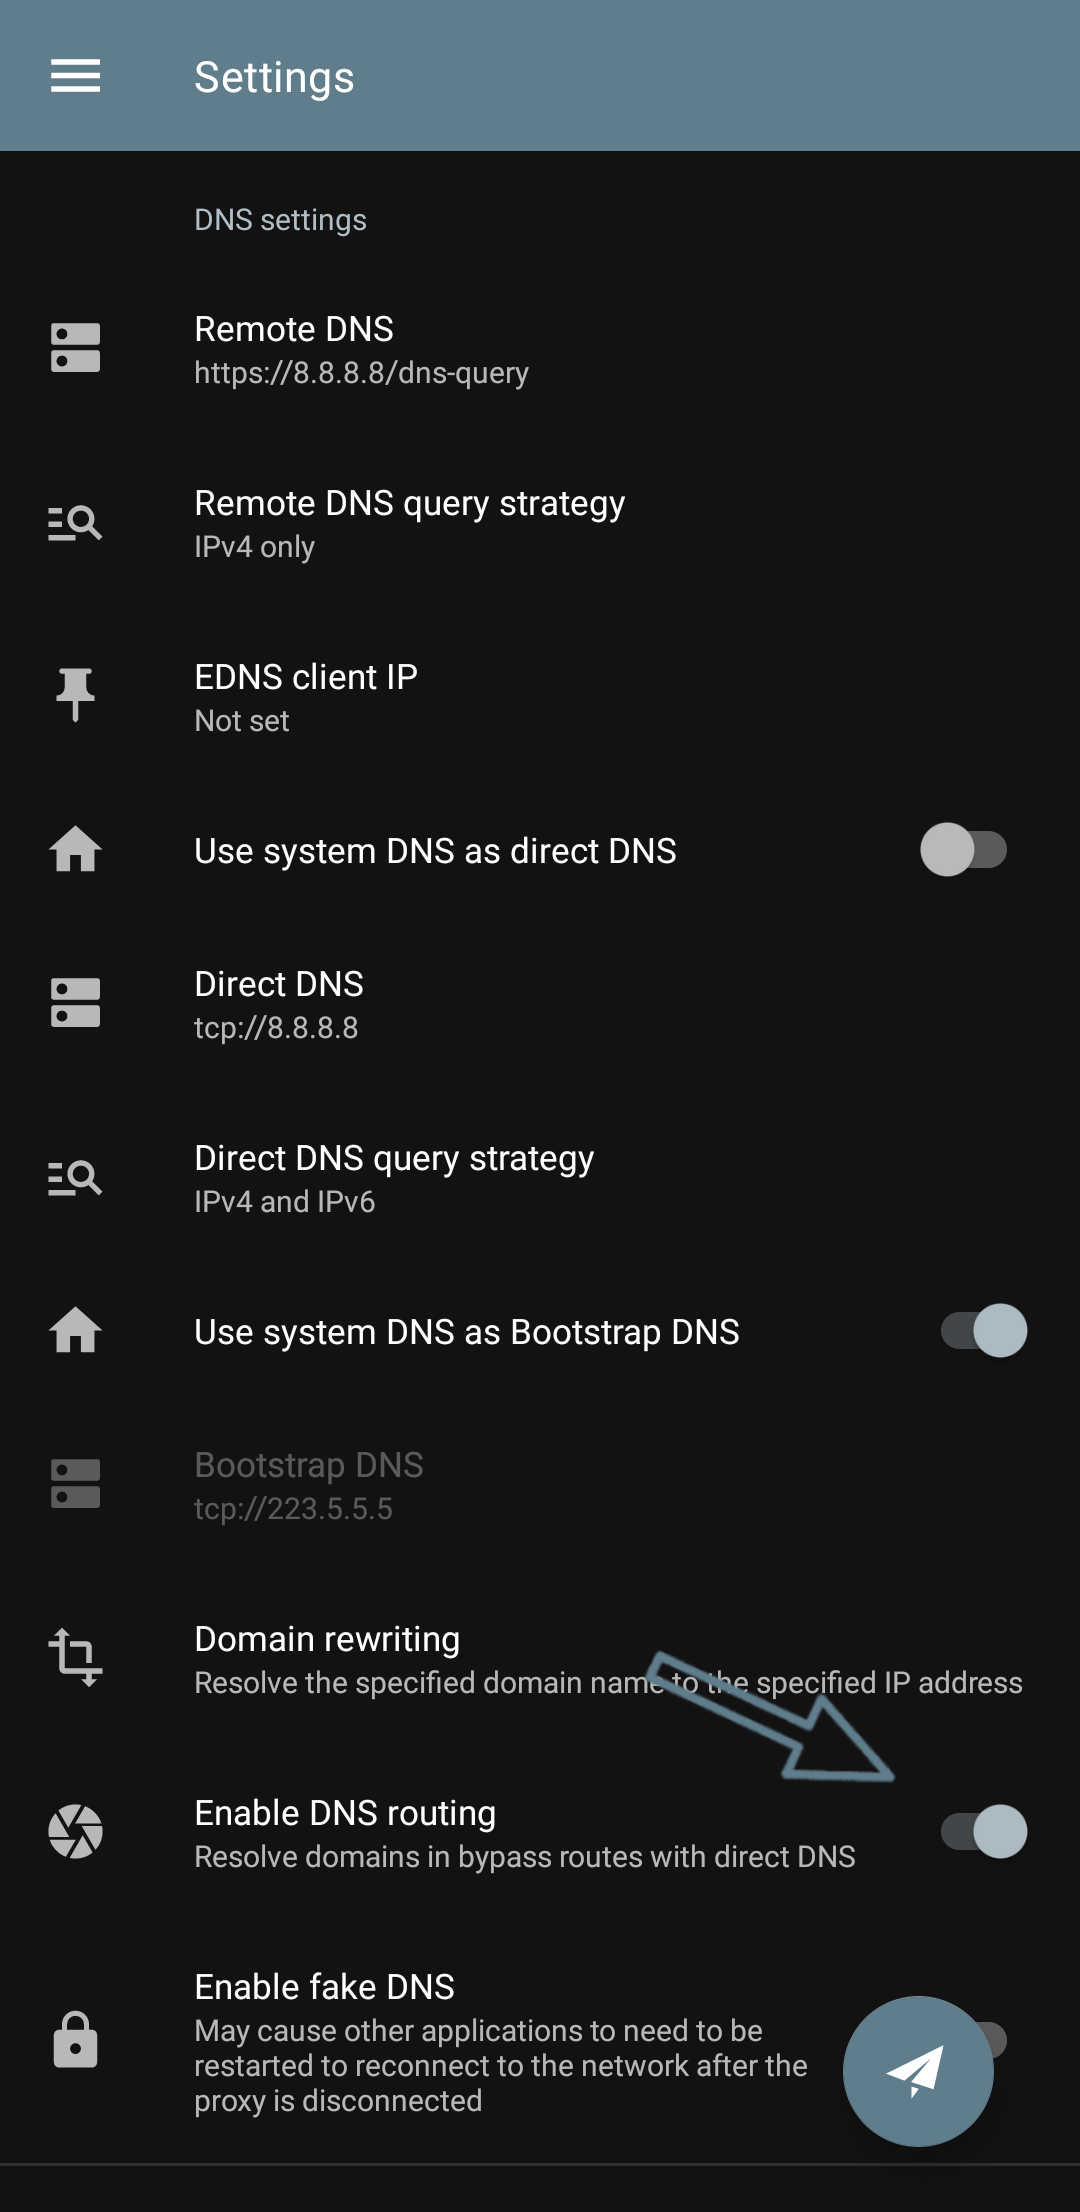 Settings
DNS settings
Remote DNS
https://8.8.8.8/dns-query
Remote DNS query strategy
IPv4 only
EDNS client IP
Not set
Use system DNS as direct DNS
Direct DNS
tcp://8.8.8.8
Direct DNS query strategy
IPv4 and IPv6
Use system DNS as Bootstrap DNS
Bootstrap DNS
tcp://223.5.5.5
Domain rewriting
Resolve the specified domain name to the specified IP address
Enable DNS routing
Resolve domains in bypass routes with direct DNS
Enable fake DNS
May cause other applications to need to be
restarted to reconnect to the network after the
proxy is disconnected